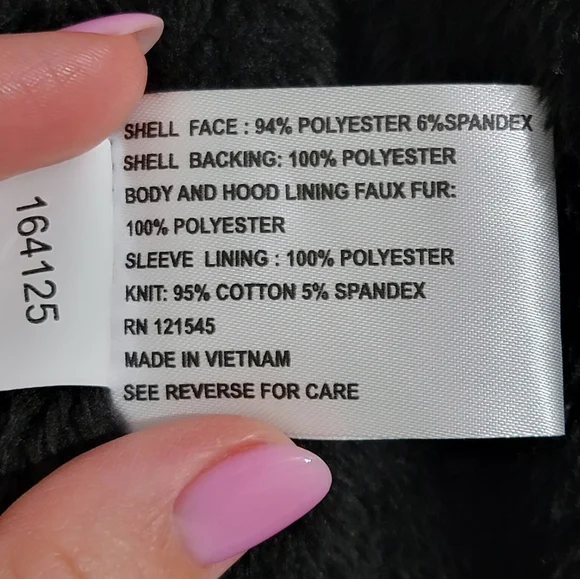 SHELL FACE : 94% POLYESTER 6%SPANDEX
SHELL BACKING: 100% POLYESTER
BODY AND HOOD LINING FAUX FUR:
100% POLYESTER
SLEEVE LINING : 100% POLYESTER
KNIT: 95% COTTON 5% SPANDEX
RN 121545
MADE IN VIETNAM
SEE REVERSE FOR CARE
164125